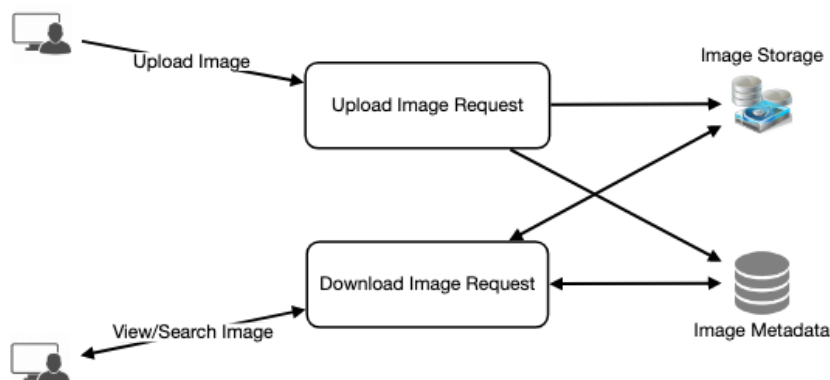 Upload Image
Image Storage
Upload Image Request
Download Image Request
View/Search Image
Image Metadata